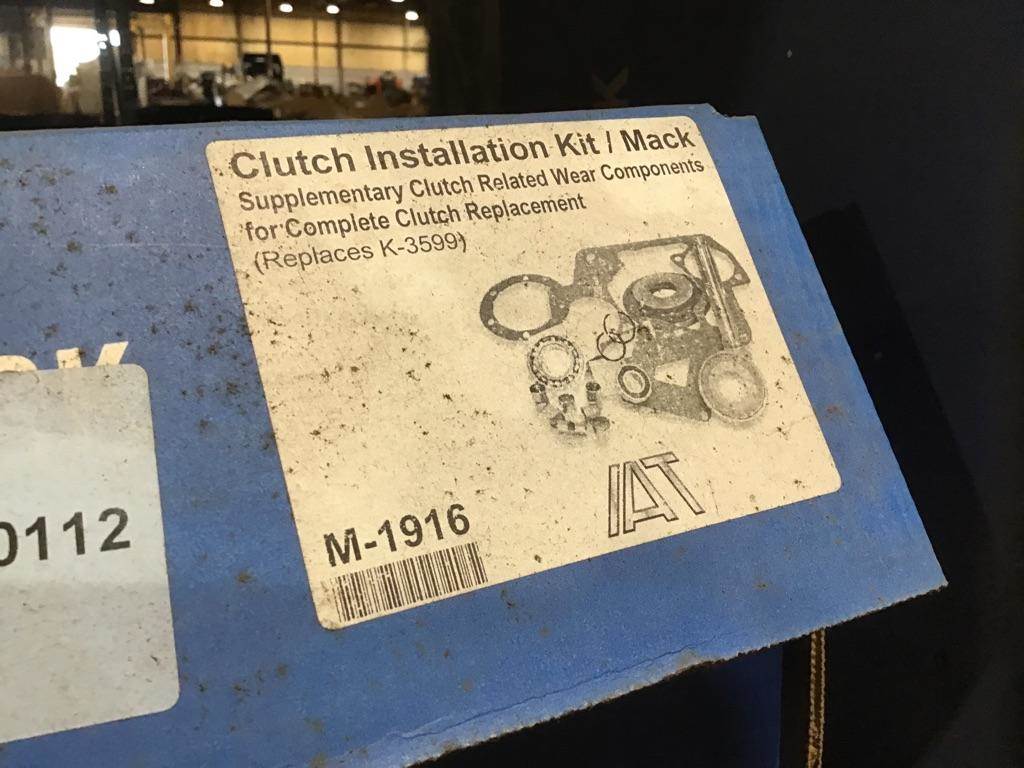 Clutch Installation Kit / Mack
Supplementary Clutch Related Wear Components
for Complete Clutch Replacement
(Replaces K-3599)
IAT
M-1916
0112